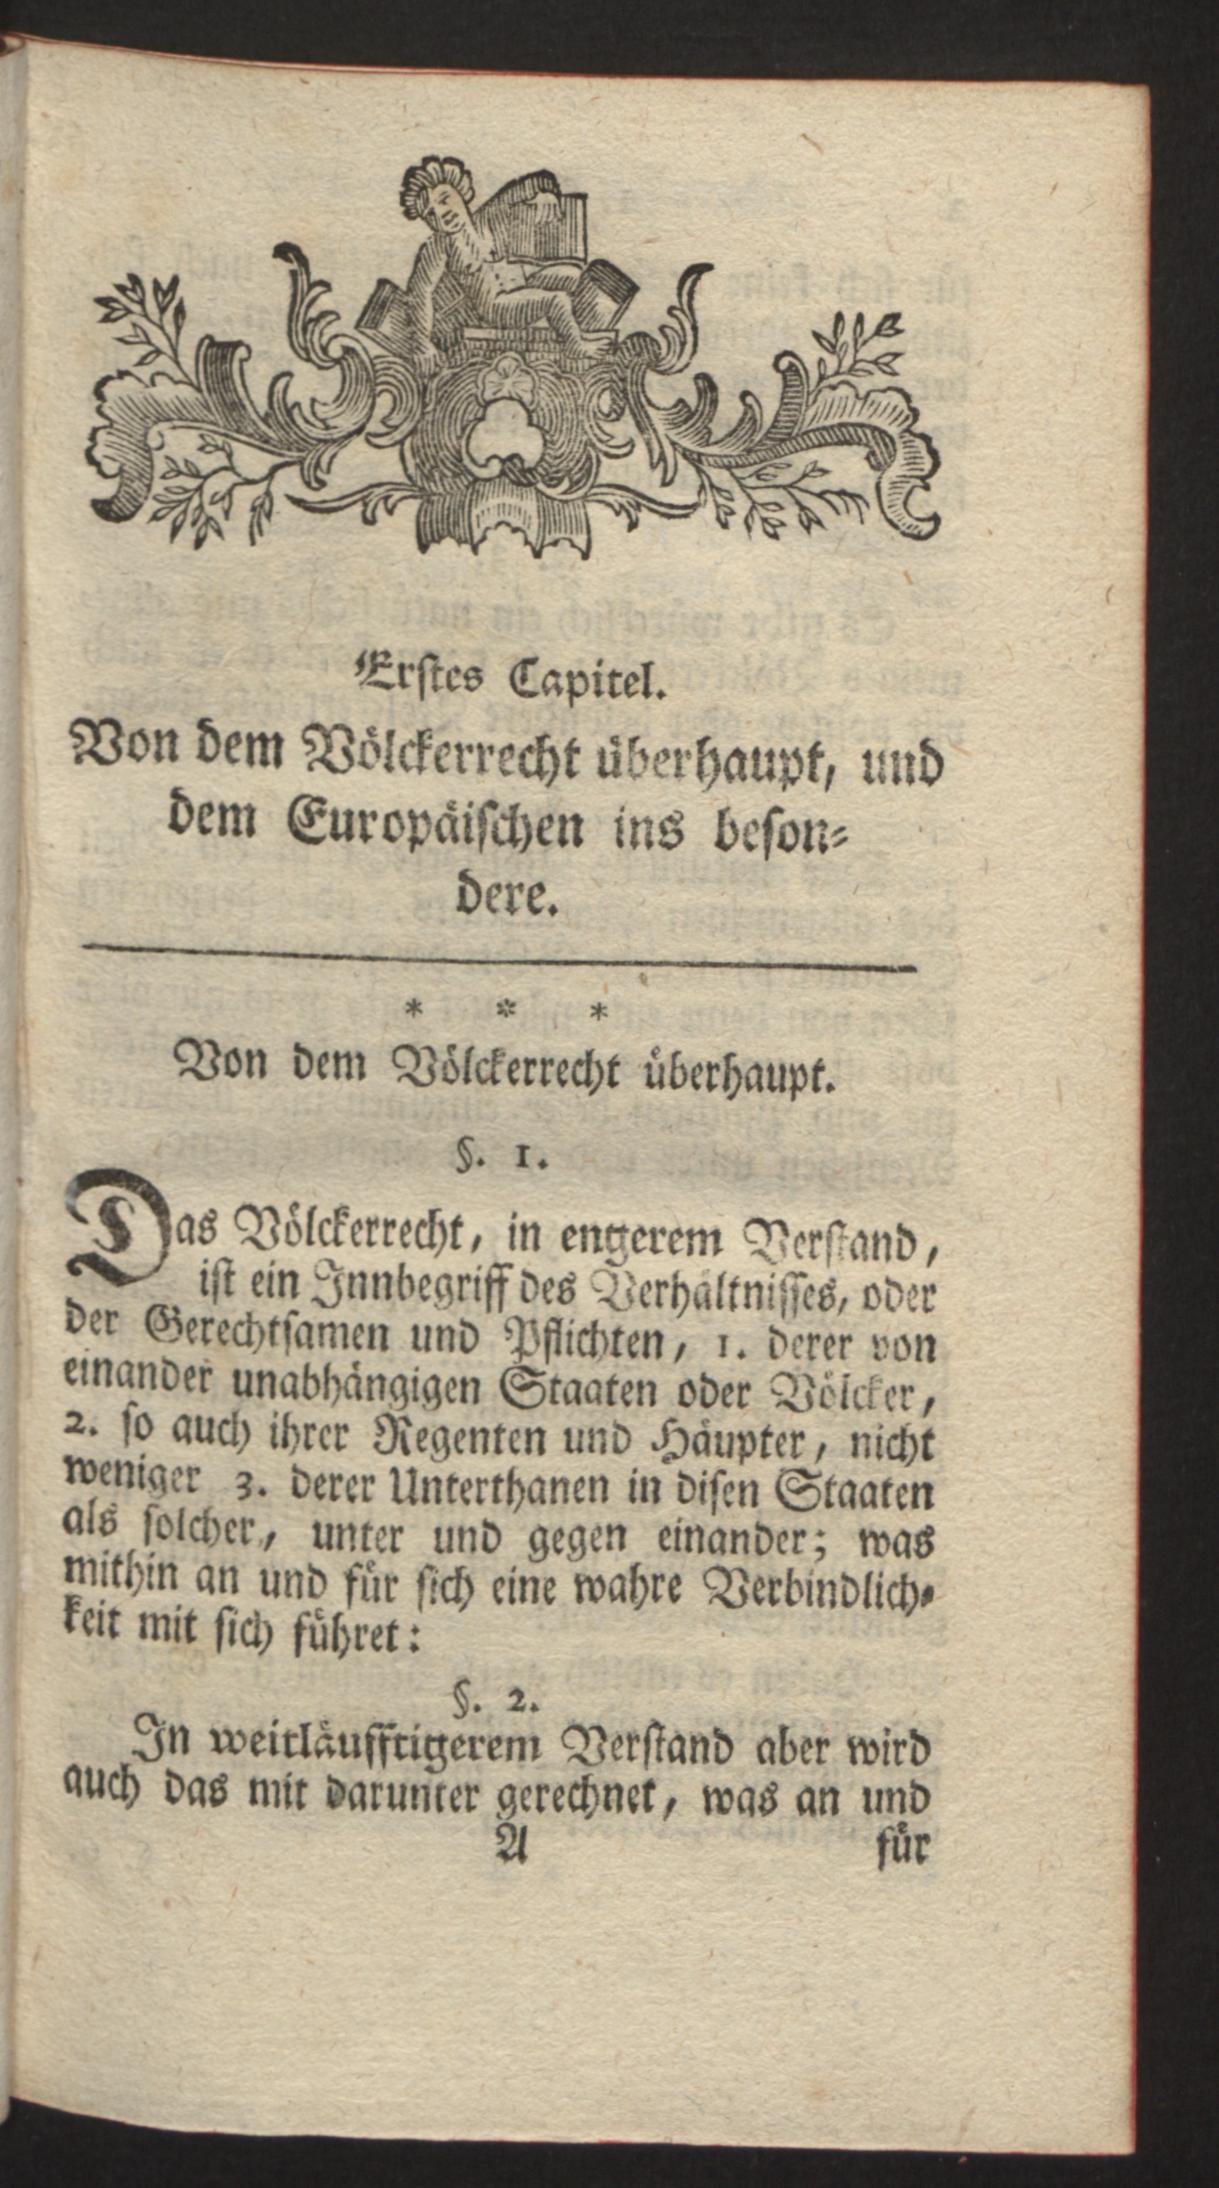 Erstes Capitel.
Von dem Völckerrecht überhaupt, und
dem Europäischen ins beson-
dere.
* * *
Von dem Völckerrecht überhaupt.
§. 1.
Das Völckerrecht, in engerem Verstand,
ist ein Innbegriff des Verhältnisses, oder
der Gerechtsamen und Pflichten, 1. derer von
einander unabhängigen Staaten oder Völcker,
2. so auch ihrer Regenten und Häupter, nicht
weniger 3. derer Unterthanen in disen Staaten
als solcher, unter und gegen einander; was
mithin an und für sich eine wahre Verbindlich-
keit mit sich führet:
§. 2.
In weitläufftigerem Verstand aber wird
auch das mit darunter gerechnet, was an und
A für